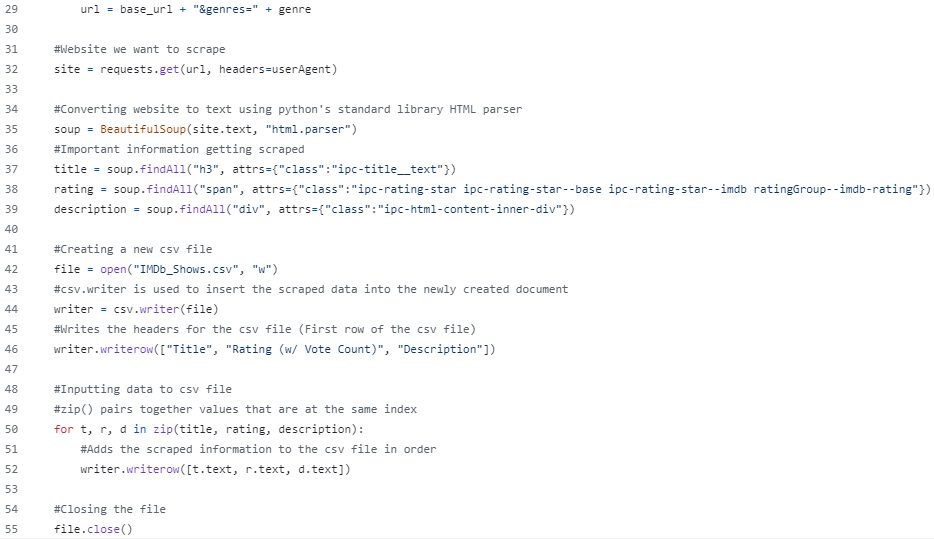 29 url = base_url + "&genres=" + genre
30
31 #Website we want to scrape
32 site = requests.get(url, headers=userAgent)
33
34 #Converting website to text using python's standard library HTML parser
35 soup = BeautifulSoup(site.text, "html.parser")
36 #Important information getting scraped
37 title = soup.findAll("h3", attrs={"class":"ipc-title__text"})
38 rating = soup.findAll("span", attrs={"class":"ipc-rating-star ipc-rating-star--base ipc-rating-star--imdb ratingGroup--imdb-rating"})
39 description = soup.findAll("div", attrs={"class":"ipc-html-content-inner-div"})
40
41 #Creating a new csv file
42 file = open("IMDb_Shows.csv", "w")
43 #csv.writer is used to insert the scraped data into the newly created document
44 writer = csv.writer(file)
45 #Writes the headers for the csv file (First row of the csv file)
46 writer.writerow(["Title", "Rating (w/ Vote Count)", "Description"])
47
48 #Inputting data to csv file
49 #zip() pairs together values that are at the same index
50 for t, r, d in zip(title, rating, description):
51 #Adds the scraped information to the csv file in order
52 writer.writerow([t.text, r.text, d.text])
53
54 #Closing the file
55 file.close()